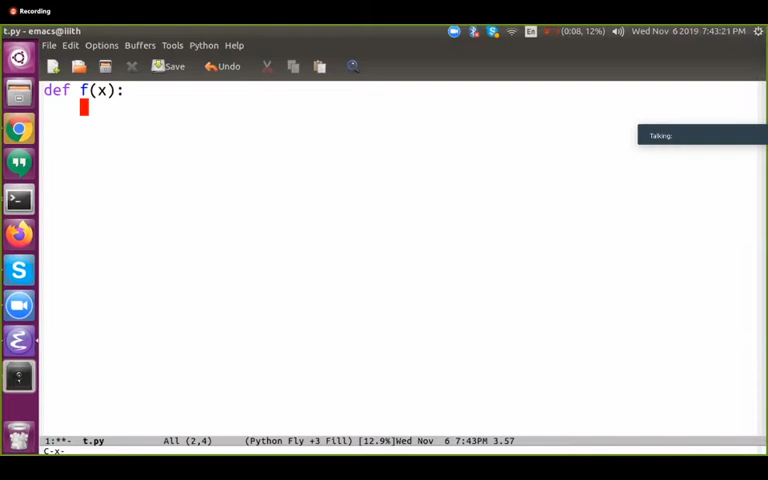 Recording
t.py - emacs@iiith
En
(0:08, 12%)
Wed Nov 6 2019 7:43:21 PM
File Edit Options Buffers Tools Python Help
Save
Undo
def f(x):
Talking:
1:**- t.py All (2,4) (Python Fly +3 Fill) [12.9%]Wed Nov 6 7:43PM 3.57
C-x-